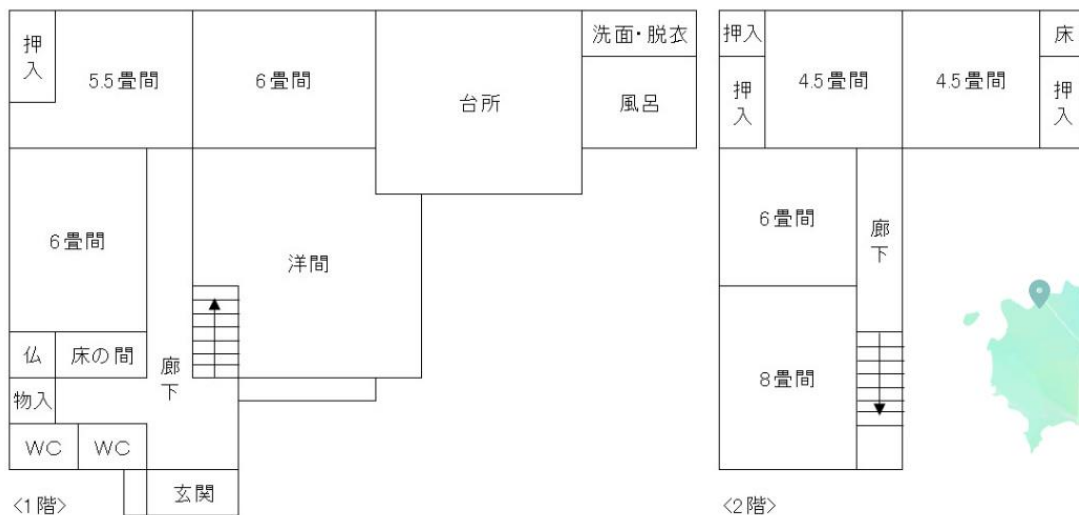 押入
5.5畳間
6畳間
台所
洗面・脱衣
風呂
6畳間
洋間
仏
床の間
廊下
物入
WC
WC
玄関
<1階>
押入
押入
4.5畳間
4.5畳間
床
押入
6畳間
廊下
8畳間
<2階>